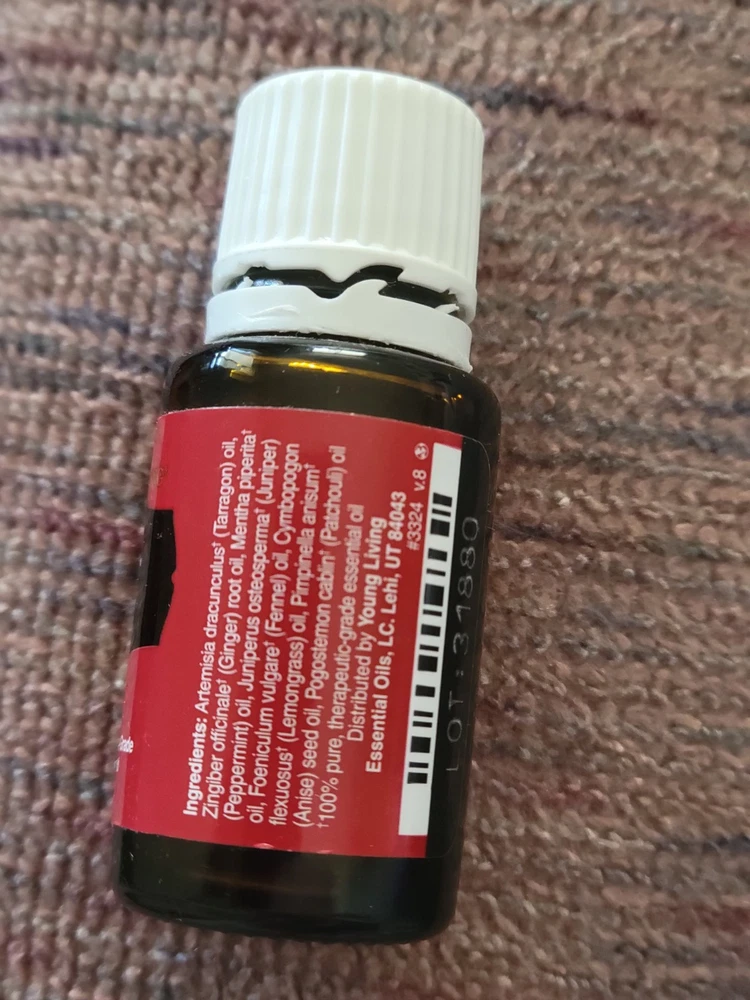 Ingredients: Artemisia dracunculus† (Tarragon) oil,
Zingiber officinale† (Ginger) root oil, Mentha piperita†
(Peppermint) oil, Juniperus osteosperma† (Juniper)
oil, Foeniculum vulgare† (Fennel) oil, Cymbopogon
flexuosus† (Lemongrass) oil, Pimpinella anisum†
(Anise) seed oil, Pogostemon cablin† (Patchouli) oil
†100% pure, therapeutic-grade essential oil
Distributed by Young Living
Essential Oils, LC. Lehi, UT 84043
#3324 v.8
LOT: 31880